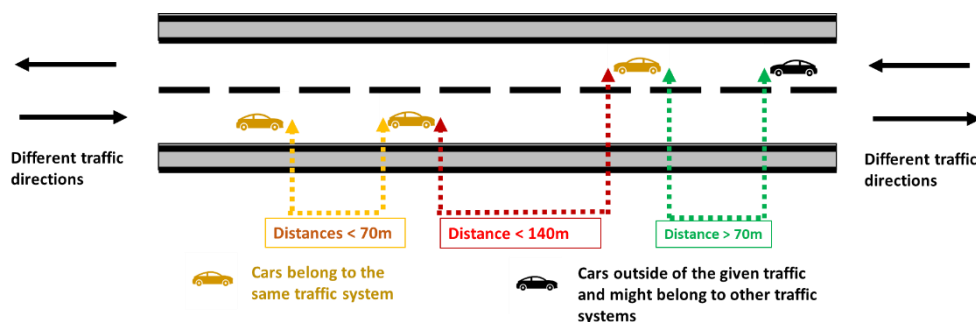 Different traffic
directions
Different traffic
directions
Distances < 70m
Distance < 140m
Distance > 70m
Cars belong to the
same traffic system
Cars outside of the given traffic
and might belong to other traffic
systems